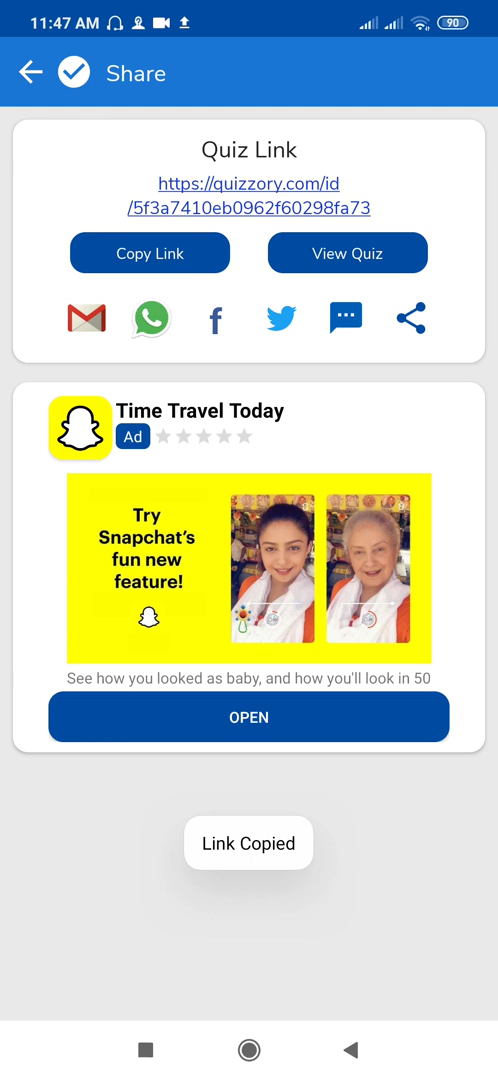 11:47 AM
90
Share
Quiz Link
https://quizzory.com/id
/5f3a7410eb0962f60298fa73
Copy Link
View Quiz
Time Travel Today
Ad
Try
Snapchat's
fun new
feature!
See how you looked as baby, and how you'll look in 50
OPEN
Link Copied